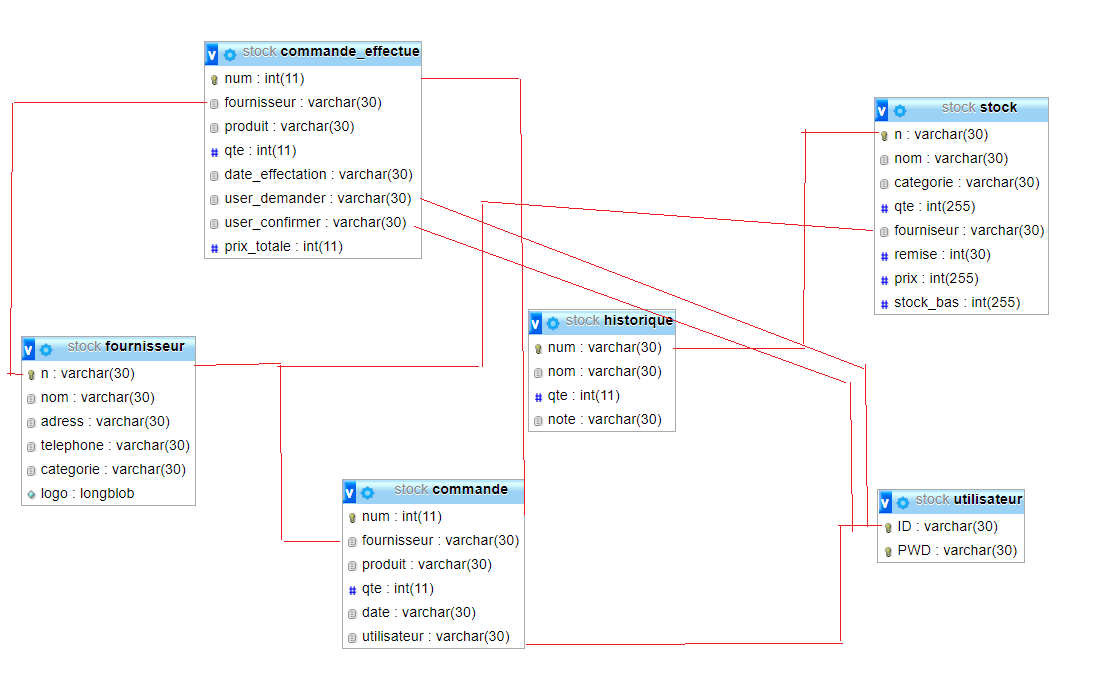 v stock commande_effectue
num : int(11)
fournisseur : varchar(30)
produit : varchar(30)
# qte : int(11)
date_effectation : varchar(30)
user_demander : varchar(30)
user_confirmer : varchar(30)
# prix_totale : int(11)
v stock stock
n : varchar(30)
nom : varchar(30)
categorie : varchar(30)
# qte : int(255)
fourniseur : varchar(30)
# remise : int(30)
# prix : int(255)
# stock_bas : int(255)
v stock historique
num : varchar(30)
nom : varchar(30)
# qte : int(11)
note : varchar(30)
v stock fournisseur
n : varchar(30)
nom : varchar(30)
adress : varchar(30)
telephone : varchar(30)
categorie : varchar(30)
logo : longblob
v stock commande
num : int(11)
fournisseur : varchar(30)
produit : varchar(30)
# qte : int(11)
date : varchar(30)
utilisateur : varchar(30)
v stock utilisateur
ID : varchar(30)
PWD : varchar(30)